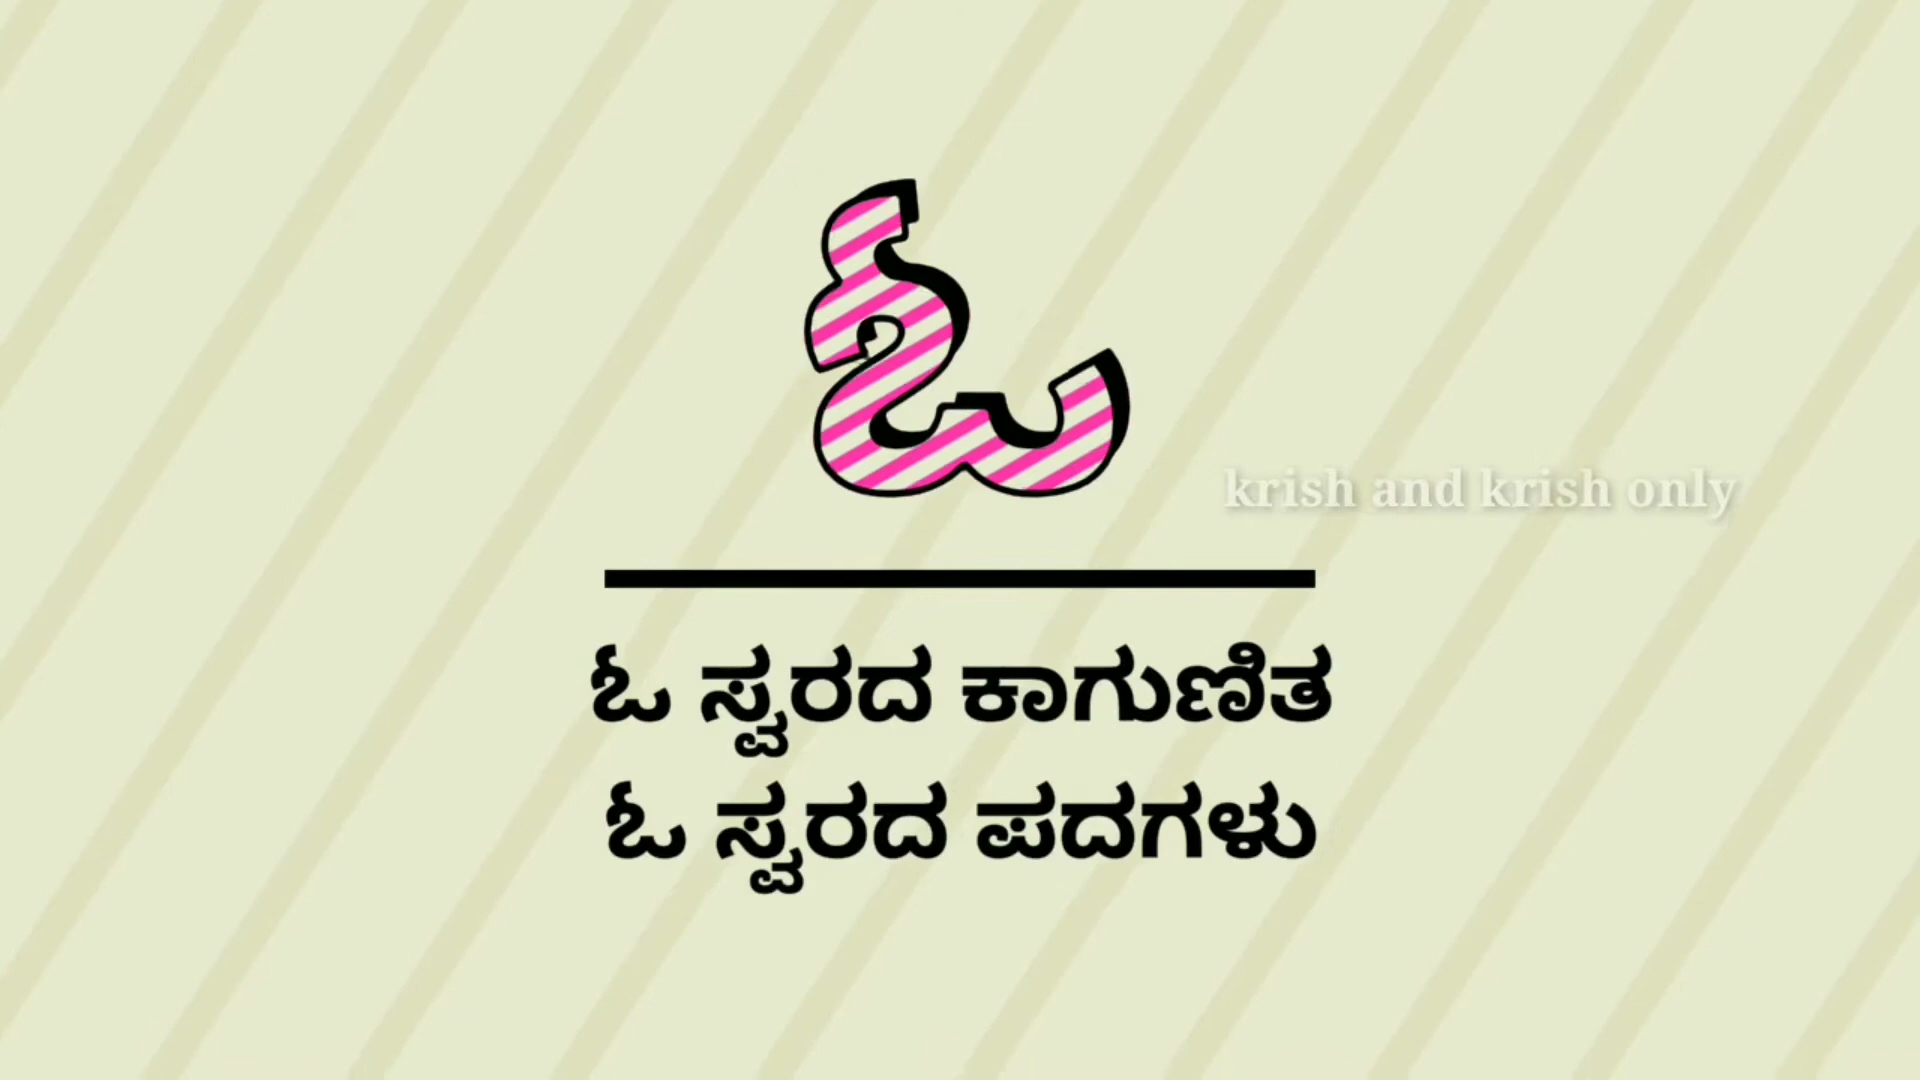 ಓ
krish and krish only
ಓ ಸ್ವರದ ಕಾಗುಣಿತ
ಓ ಸ್ವರದ ಪದಗಳು